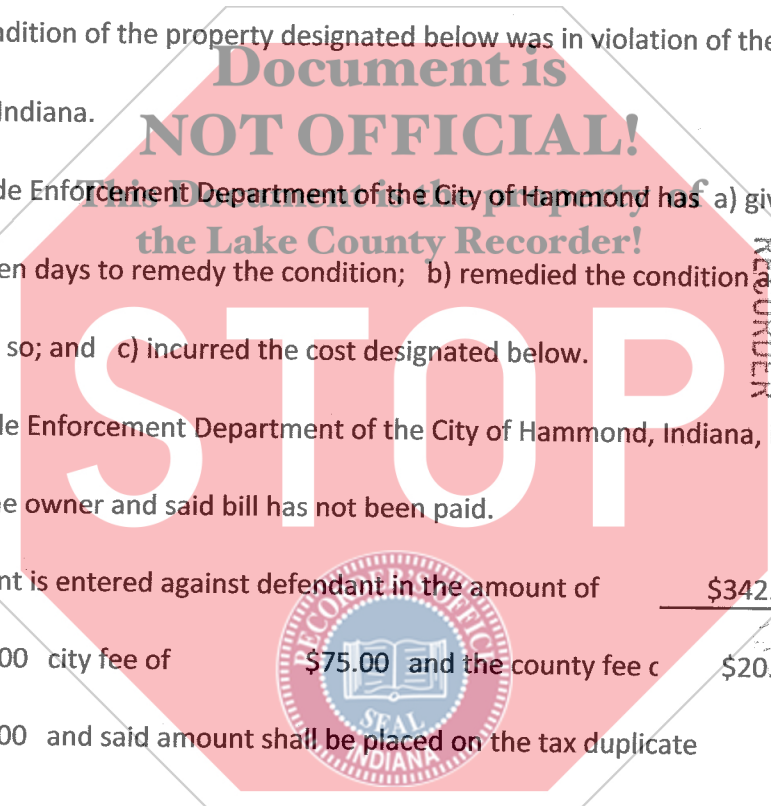 ndition of the property designated below was in violation of the
Document is
Indiana.
NOT OFFICIAL!
de Enforcement Department of the City of Hammond has a) giv
This Document is the property of
the Lake County Recorder!
en days to remedy the condition; b) remedied the condition a
RECORDER
so; and c) incurred the cost designated below.
STOP
de Enforcement Department of the City of Hammond, Indiana,
e owner and said bill has not been paid.
nt is entered against defendant in the amount of $342.
RECORDER'S OFFICE
00 city fee of $75.00 and the county fee c $20.
SEAL
00 and said amount shall be placed on the tax duplicate
INDIANA